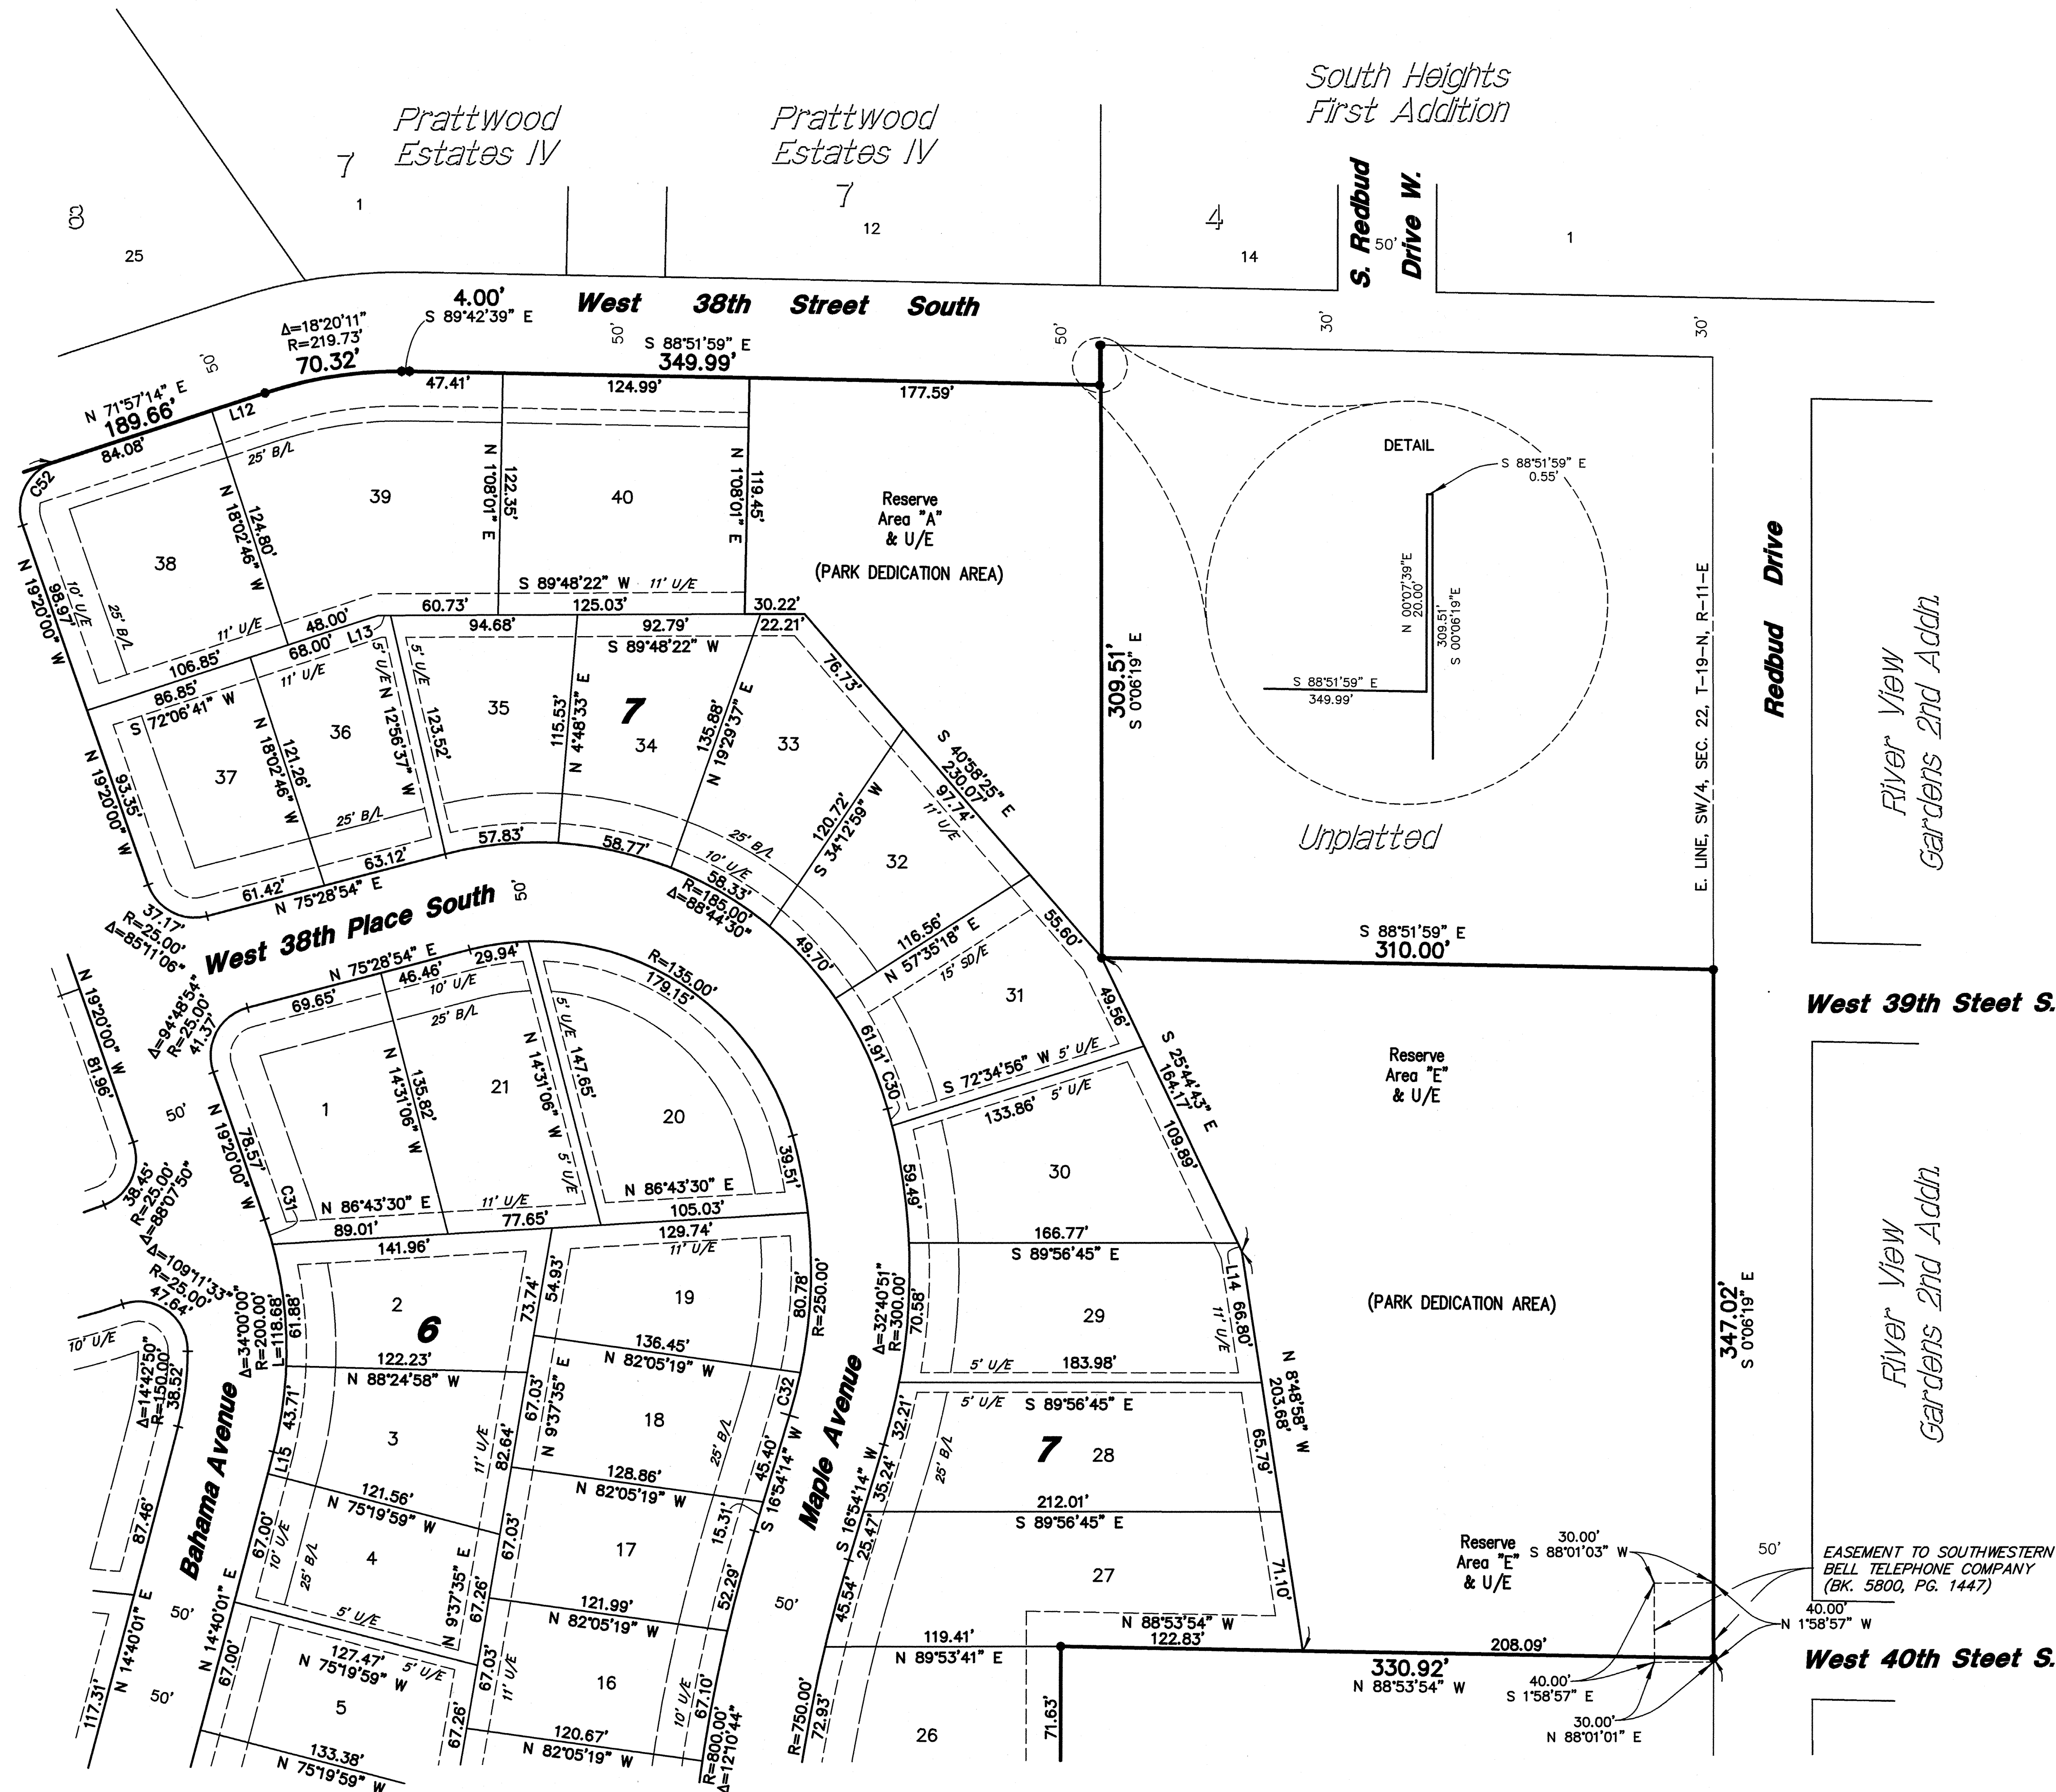 South Heights
First Addition
Prattwood
Estates IV
7
1
Prattwood
Estates IV
7
12
8
25
4
14
S. Redbud
Drive W.
50'
1
4.00'
S 89°42'39" E
West 38th Street South
Δ=18°20'11"
R=219.73'
70.32'
50'
50'
S 88°51'59" E
349.99'
50'
30'
30'
N 71°57'14" E
189.66'
84.08'
L12
47.41'
124.99'
177.59'
C52
25' B/L
39
N 1°08'01" E
122.35'
40
N 1°08'01" E
119.45'
Reserve
Area "A"
& U/E
(PARK DEDICATION AREA)
DETAIL
S 88°51'59" E
0.55'
N 00°07'39"E
20.00'
309.51'
S 00°06'19"E
S 88°51'59" E
349.99'
N 18°02'46" W
124.80'
38
10' U/E
98.97'
N 19°20'00" W
25' B/L
11' U/E
106.85'
48.00'
L13
68.00'
60.73'
S 89°48'22" W 11' U/E
125.03'
30.22'
94.68'
92.79'
22.21'
S 89°48'22" W
86.85'
S 72°06'41" W
11' U/E
5' U/E
5' U/E
N 12°56'37" W
123.52'
35
115.53'
N 4°48'33" E
7
34
135.88'
N 19°29'37" E
33
76.73'
309.51'
S 0°06'19" E
37
36
N 18°02'46" W
121.26'
93.35'
N 19°20'00" W
25' B/L
S 40°58'25" E
230.07'
97.74'
11' U/E
120.72'
S 34°12'59" W
32
Unplatted
E. LINE, SW/4, SEC. 22, T-19-N, R-11-E
Redbud Drive
River View
Gardens 2nd Addn.
61.42'
63.12'
N 75°28'54" E
57.83'
58.77'
25' B/L
10' U/E
58.33'
R=185.00'
Δ=88°44'30"
49.70'
37.17'
R=25.00'
Δ=85°11'06"
West 38th Place South
50'
116.56'
N 57°35'18" E
15' SD/E
31
55.60'
49.56'
S 88°51'59" E
310.00'
West 39th Steet S.
N 75°28'54" E
69.65'
46.46'
29.94'
10' U/E
25' B/L
R=135.00'
179.15'
Δ=94°48'54"
R=25.00'
41.37'
N 19°20'00" W
81.96'
50'
1
N 14°31'06" W
135.82'
21
N 14°31'06" W
5' U/E
147.65'
5' U/E
20
39.51'
61.91'
C30
S 72°34'56" W 5' U/E
133.86'
5' U/E
S 25°44'43" E
164.17'
109.89'
30
59.49'
166.77'
S 89°56'45" E
Reserve
Area "E"
& U/E
(PARK DEDICATION AREA)
78.57'
N 19°20'00" W
C31
N 86°43'30" E
11' U/E
89.01'
77.65'
N 86°43'30" E
105.03'
38.45'
R=25.00'
Δ=88°07'50"
141.96'
129.74'
11' U/E
Δ=109°11'33"
R=25.00'
47.64'
Δ=34°00'00"
R=200.00'
L=118.68'
61.88'
2
6
73.74'
54.93'
19
80.78'
R=250.00'
Δ=32°40'51"
R=300.00'
70.58'
29
L14
66.80'
11' U/E
5' U/E
183.98'
N 8°48'58" W
203.68'
347.02'
S 0°06'19" E
River View
Gardens 2nd Addn.
10' U/E
Δ=14°42'50"
R=150.00'
38.52'
122.23'
N 88°24'58" W
136.45'
N 82°05'19" W
67.03'
N 9°37'35" E
C32
5' U/E S 89°56'45" E
32.21'
43.71'
3
L15
11' U/E
82.64'
18
25' B/L
45.40'
S 16°54'14" W
15.31'
Maple Avenue
35.24'
S 16°54'14" W
25.47'
25' B/L
7
28
65.79'
212.01'
S 89°56'45" E
Bahama Avenue
87.46'
121.56'
N 75°19'59" W
128.86'
N 82°05'19" W
67.00'
10' U/E
25' B/L
4
67.03'
N 9°37'35" E
67.26'
17
52.29'
50'
45.54'
27
71.10'
Reserve
Area "E"
& U/E
30.00'
S 88°01'03" W
50'
EASEMENT TO SOUTHWESTERN
BELL TELEPHONE COMPANY
(BK. 5800, PG. 1447)
40.00'
N 1°58'57" W
5' U/E
121.99'
N 82°05'19" W
N 88°53'54" W
122.83'
119.41'
N 89°53'41" E
208.09'
330.92'
N 88°53'54" W
West 40th Steet S.
50'
N 14°40'01" E
N 14°40'01" E
67.00'
127.47'
N 75°19'59" W
5' U/E
67.03'
11' U/E
16
10' U/E
67.10'
40.00'
S 1°58'57" E
30.00'
N 88°01'01" E
117.31'
50'
5
67.26'
120.67'
N 82°05'19" W
R=800.00'
Δ=12°10'44"
R=750.00'
72.93'
26
71.63'
133.38'
N 75°19'59" W